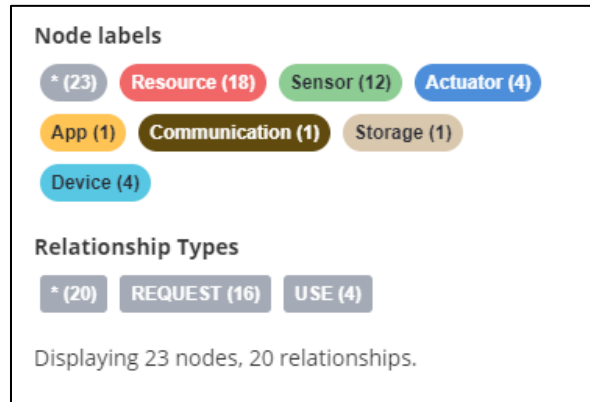 Node labels
* (23) Resource (18) Sensor (12) Actuator (4)
App (1) Communication (1) Storage (1)
Device (4)
Relationship Types
* (20) REQUEST (16) USE (4)
Displaying 23 nodes, 20 relationships.